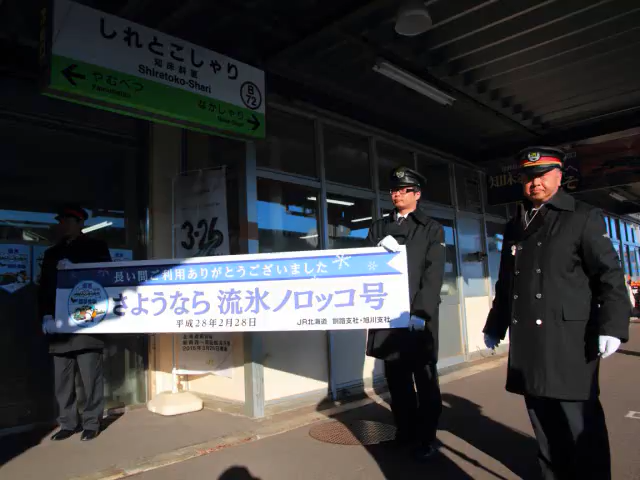 しれとこしゃり
知床斜里
Shiretoko-Shari
B
72
やむべつ
なかしゃり
3・26
長い間ご利用ありがとうございました
さようなら 流氷ノロッコ号
平成28年2月28日
JR北海道 釧路支社・旭川支社